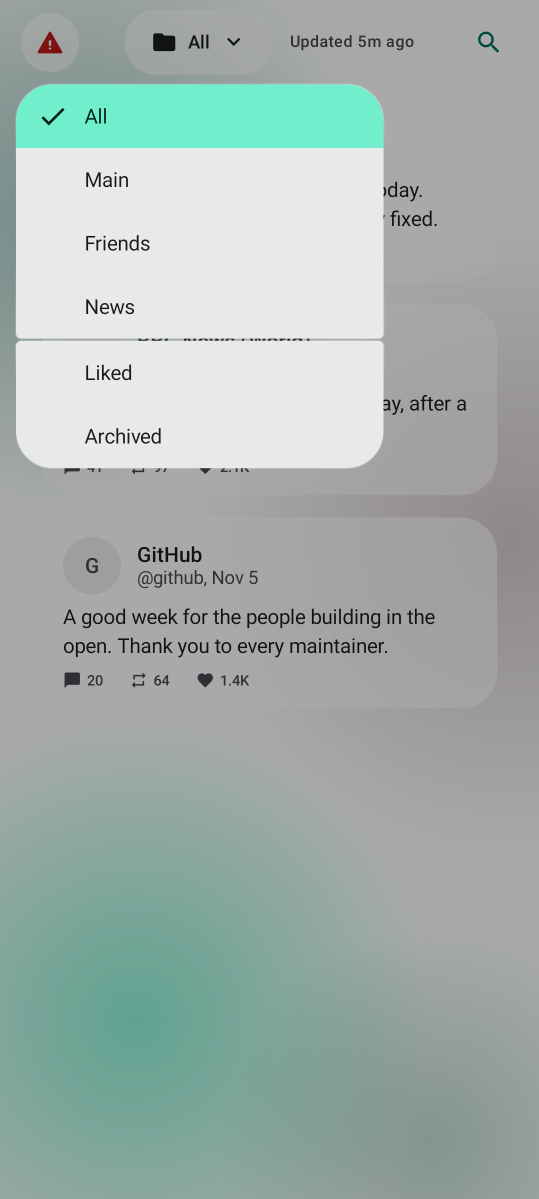 All
Updated 5m ago
All
Main
oday.
fixed.
Friends
News
Liked
ay, after a
Archived
G
GitHub
@github, Nov 5
A good week for the people building in the
open. Thank you to every maintainer.
20 64 1.4K